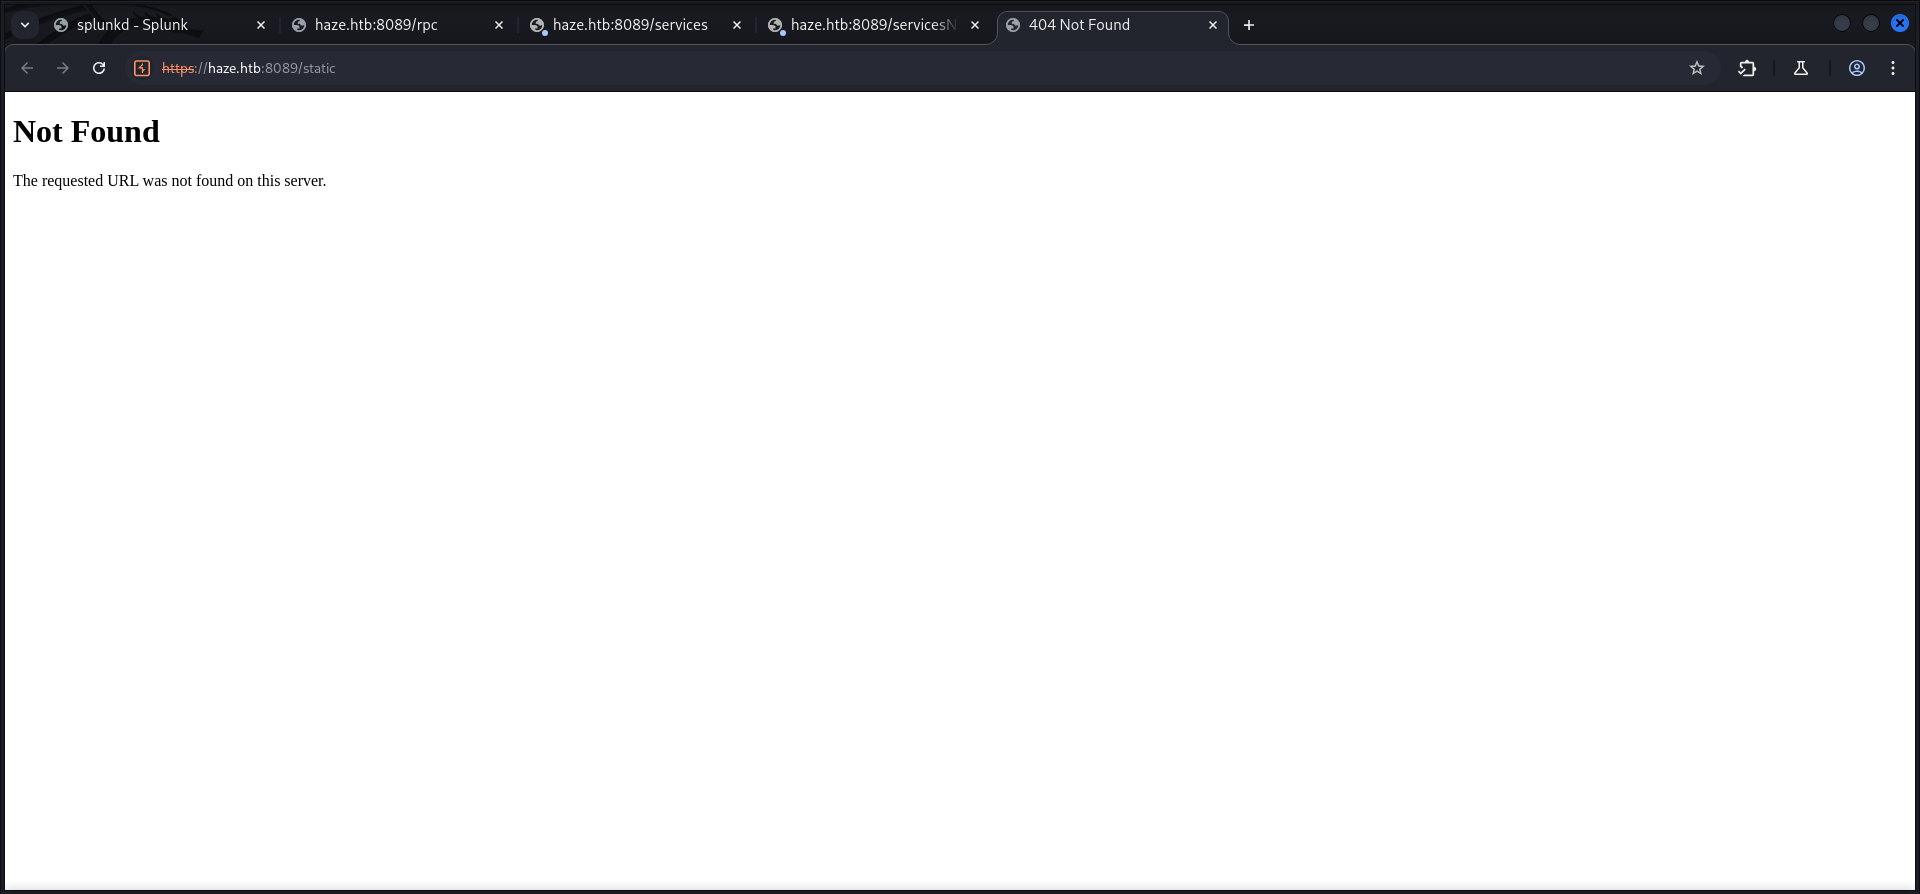 splunkd - Splunk
haze.htb:8089/rpc
haze.htb:8089/services
haze.htb:8089/servicesN
404 Not Found
https://haze.htb:8089/static
Not Found
The requested URL was not found on this server.